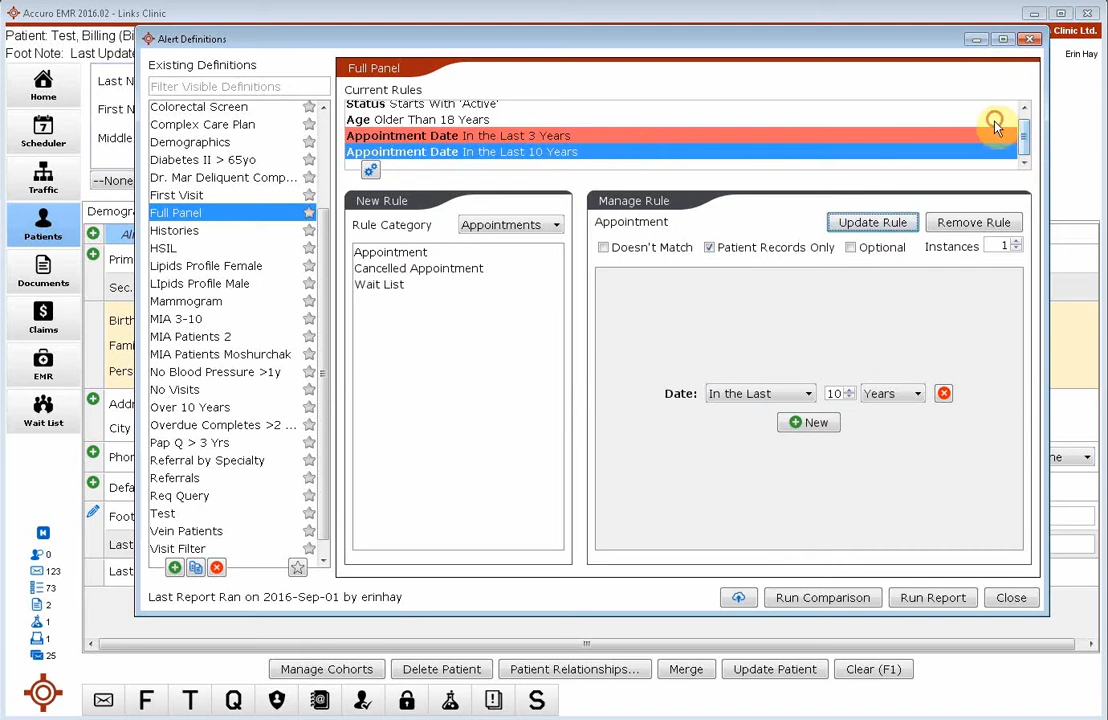 Accuro EMR 2016.02 - Links Clinic
Patient: Test, Billing (Bi
s Clinic Ltd.
Foot Note: Last Update
Erin Hay
Home
Scheduler
Traffic
Patients
Documents
Claims
EMR
Wait List
0
123
73
2
1
1
25
Last N
First N
Middle
--None
Demogra
Prim
Sec.
Birth
Fami
Pers
Addr
City
Phon
Defa
Foot
Last
Last
Alert Definitions
Existing Definitions
Filter Visible Definitions
Colorectal Screen
Complex Care Plan
Demographics
Diabetes II > 65yo
Dr. Mar Deliquent Comp...
First Visit
Full Panel
Histories
HSIL
Lipids Profile Female
LIpids Profile Male
Mammogram
MIA 3-10
MIA Patients 2
MIA Patients Moshurchak
No Blood Pressure >1y
No Visits
Over 10 Years
Overdue Completes >2 ...
Pap Q > 3 Yrs
Referral by Specialty
Referrals
Req Query
Test
Vein Patients
Visit Filter
Last Report Ran on 2016-Sep-01 by erinhay
Full Panel
Current Rules
Status Starts With 'Active'
Age Older Than 18 Years
Appointment Date In the Last 3 Years
Appointment Date In the Last 10 Years
New Rule
Rule Category Appointments
Appointment
Cancelled Appointment
Wait List
Manage Rule
Appointment Update Rule Remove Rule
Doesn't Match Patient Records Only Optional Instances 1
Date: In the Last 10 Years
New
Run Comparison Run Report Close
ne
Manage Cohorts Delete Patient Patient Relationships... Merge Update Patient Clear (F1)
F T Q S